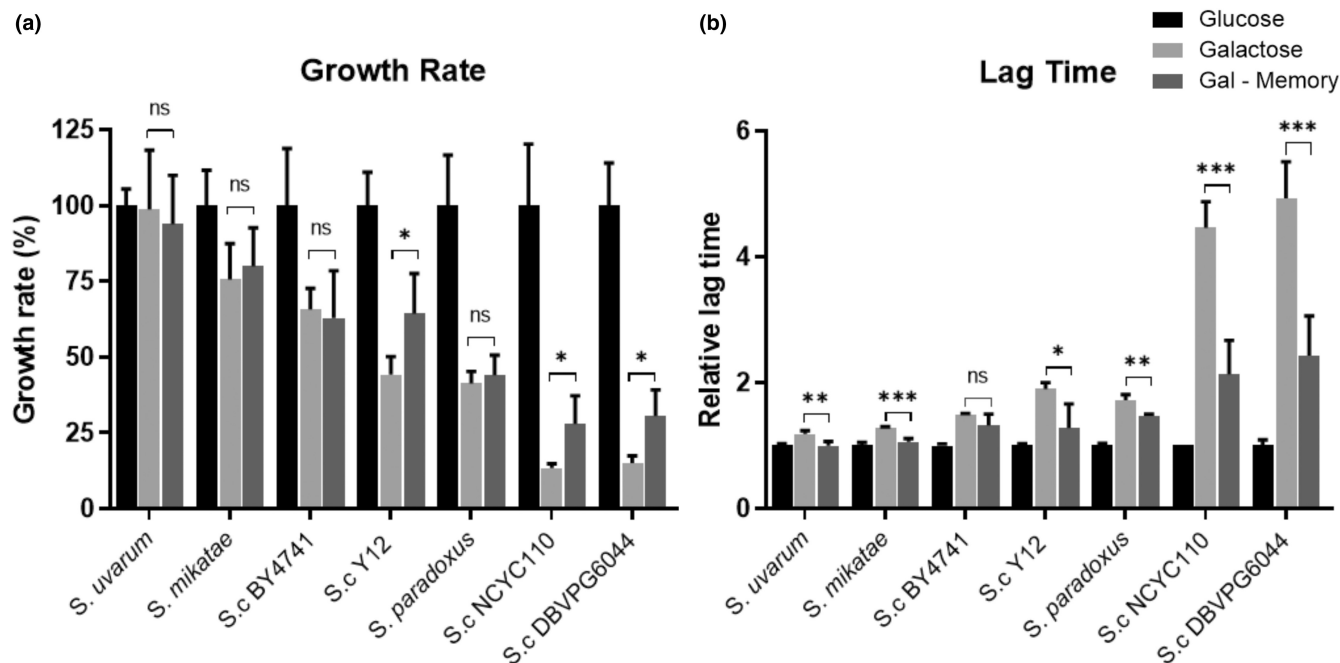 (a)
Growth Rate
Growth rate (%)
125
100
75
50
25
0
ns
ns
ns
*
ns
*
*
S. uvarum
S. mikatae
S.c BY4741
S.c Y12
S. paradoxus
S.c NCYC110
S.c DBVPG6044
(b)
Glucose
Galactose
Gal - Memory
Lag Time
Relative lag time
6
4
2
0
**
***
ns
*
**
***
***
S. uvarum
S. mikatae
S.c BY4741
S.c Y12
S. paradoxus
S.c NCYC110
S.c DBVPG6044